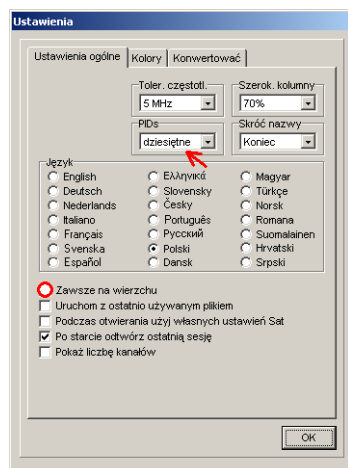 Ustawienia
Ustawienia ogólne Kolory Konwertować
Toler. częstotl. Szerok. kolumny
5 MHz 70%
PIDs Skróć nazwy
dziesiętne Koniec
Język
English Ελληνικά Magyar
Deutsch Slovensky Türkçe
Nederlands Česky Norsk
Italiano Português Romana
Français Русский Suomalainen
Svenska Polski Hrvatski
Español Dansk Srpski
Zawsze na wierzchu
Uruchom z ostatnio używanym plikiem
Podczas otwierania użyj własnych ustawień Sat
Po starcie odtwórz ostatnią sesję
Pokaż liczbę kanałów
OK